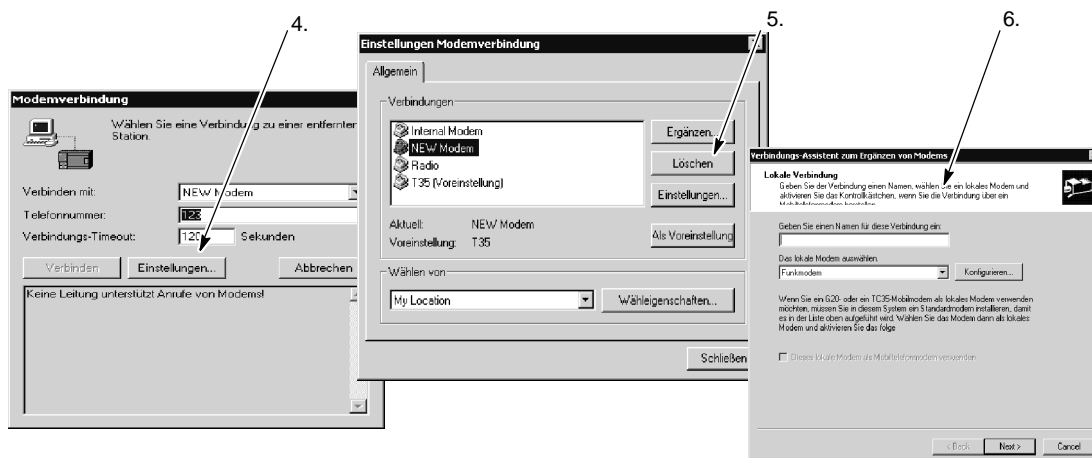 4.
5.
6.
Modemverbindung
Wählen Sie eine Verbindung zu einer entfernten
Station.
Verbinden mit:
NEW Modem
Telefonnummer:
123
Verbindungs-Timeout:
120
Sekunden
Verbinden
Einstellungen...
Abbrechen
Keine Leitung unterstützt Anrufe von Modems!
Einstellungen Modemverbindung
Allgemein
Verbindungen
Internal Modem
NEW Modem
Radio
T35 (Voreinstellung)
Ergänzen...
Löschen
Einstellungen...
Als Voreinstellung
Aktuell:
NEW Modem
Voreinstellung:
T35
Wählen von
My Location
Wähleigenschaften...
Schließen
Verbindungs-Assistent zum Ergänzen von Modems
Lokale Verbindung
Geben Sie der Verbindung einen Namen, wählen Sie ein lokales Modem und
aktivieren Sie das Kontrollkästchen, wenn Sie die Verbindung über ein
Mobiltelefonmodem herstellen
Geben Sie einen Namen für diese Verbindung ein:
Das lokale Modem auswählen.
Funkmodem
Konfigurieren...
Wenn Sie ein G20- oder ein TC35-Mobilmodem als lokales Modem verwenden
möchten, müssen Sie in diesem System ein Standardmodem installieren, damit
es in der Liste oben aufgeführt wird. Wählen Sie das Modem dann als lokales
Modem und aktivieren Sie das folge
Dieses lokale Modem als Mobiltelefonmodem verwenden
< Back
Next >
Cancel